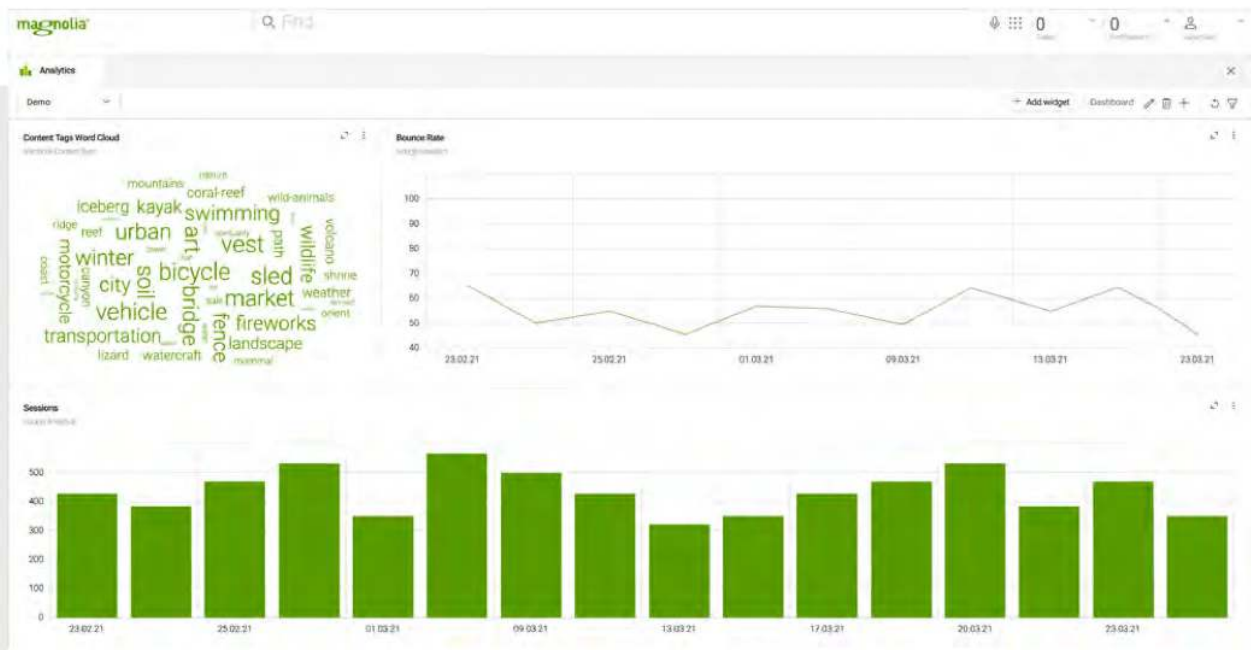 magnolia
Find
0
0
Analytics
Demo
Add widget
Dashboard
Content Tags Word Cloud
mountains
coral-reef
wild-animals
iceberg
kayak
swimming
ridge
reef
urban
art
vest
path
wildlife
volcano
motorcycle
winter
coast
canyon
city
soil
bicycle
sled
shrine
weather
vehicle
bridge
sale
market
orient
transportation
fence
fireworks
landscape
lizard
watercraft
mammal
Bounce Rate
100
90
80
70
60
50
40
23.02.21 25.02.21 01.03.21 09.03.21 13.03.21 23.03.21
Sessions
500
400
300
200
100
0
23.02.21 25.02.21 01.03.21 09.03.21 13.03.21 17.03.21 20.03.21 23.03.21